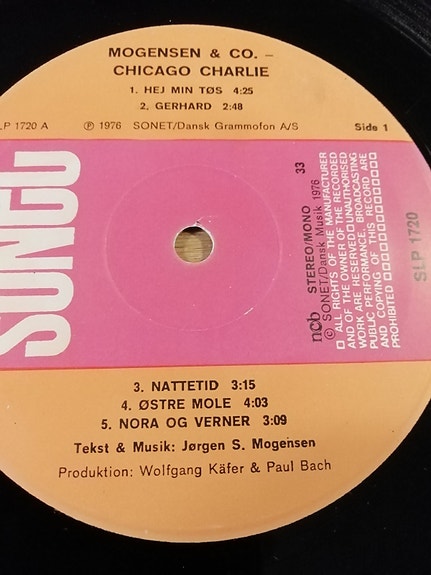 MOGENSEN & CO. –
CHICAGO CHARLIE
1. HEJ MIN TØS 4:25
2. GERHARD 2:48
LP 1720 A
℗ 1976 SONET/Dansk Grammofon A/S
Side 1
33
STEREO/MONO
ncb © SONET/Dansk Musik 1976
□ ALL RIGHTS OF THE MANUFACTURER
AND OF THE OWNER OF THE RECORDED
WORK ARE RESERVED □ UNAUTHORISED
PUBLIC PERFORMANCE, BROADCASTING
AND COPYING OF THIS RECORD ARE
PROHIBITED □
SLP 1720
3. NATTETID 3:15
4. ØSTRE MOLE 4:03
5. NORA OG VERNER 3:09
Tekst & Musik: Jørgen S. Mogensen
Produktion: Wolfgang Käfer & Paul Bach